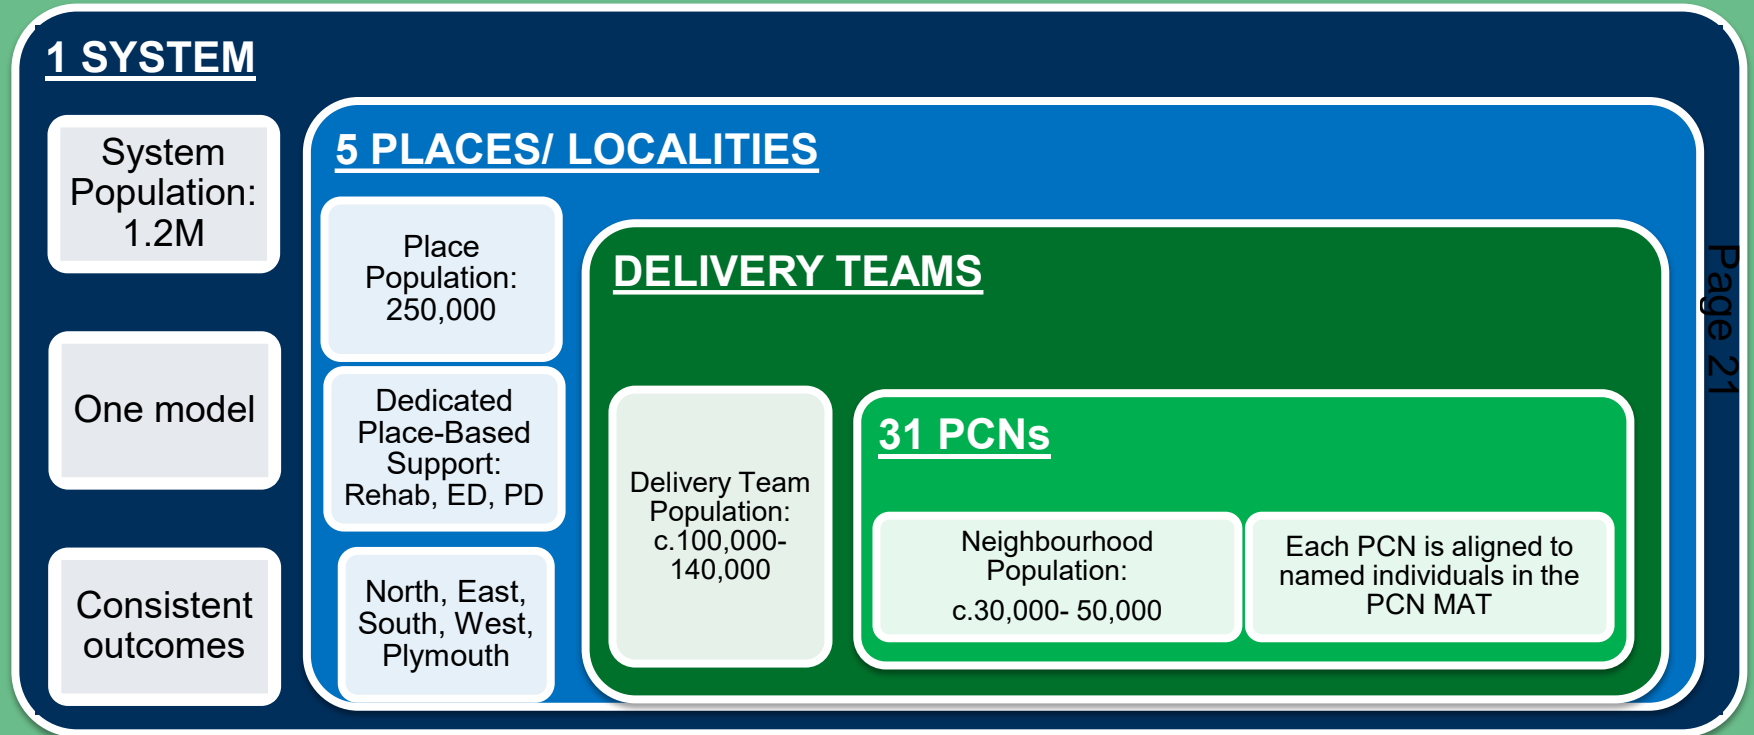 1 SYSTEM
System
Population:
1.2M
One model
Consistent
outcomes
5 PLACES/ LOCALITIES
Place
Population:
250,000
Dedicated
Place-Based
Support:
Rehab, ED, PD
North, East,
South, West,
Plymouth
DELIVERY TEAMS
Delivery Team
Population:
c.100,000-
140,000
31 PCNs
Neighbourhood
Population:
c.30,000- 50,000
Each PCN is aligned to
named individuals in the
PCN MAT
Page 21